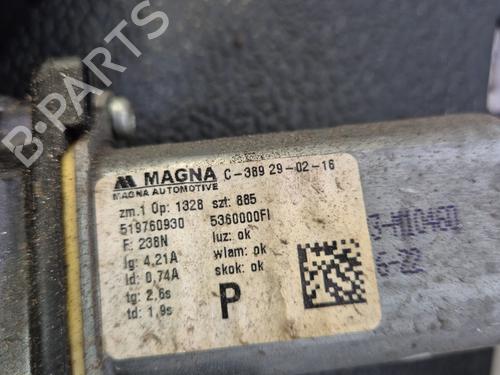 B-PARTS
MAGNA C-389 29-02-16
MAGNA AUTOMOTIVE
zm.1 Op: 1328 szt: 885
519760930 5360000FI
F: 238N luz: ok
Ig: 4,21A wlam: ok
Id: 0,74A skok: ok
tg: 2,6s
td: 1,9s
P